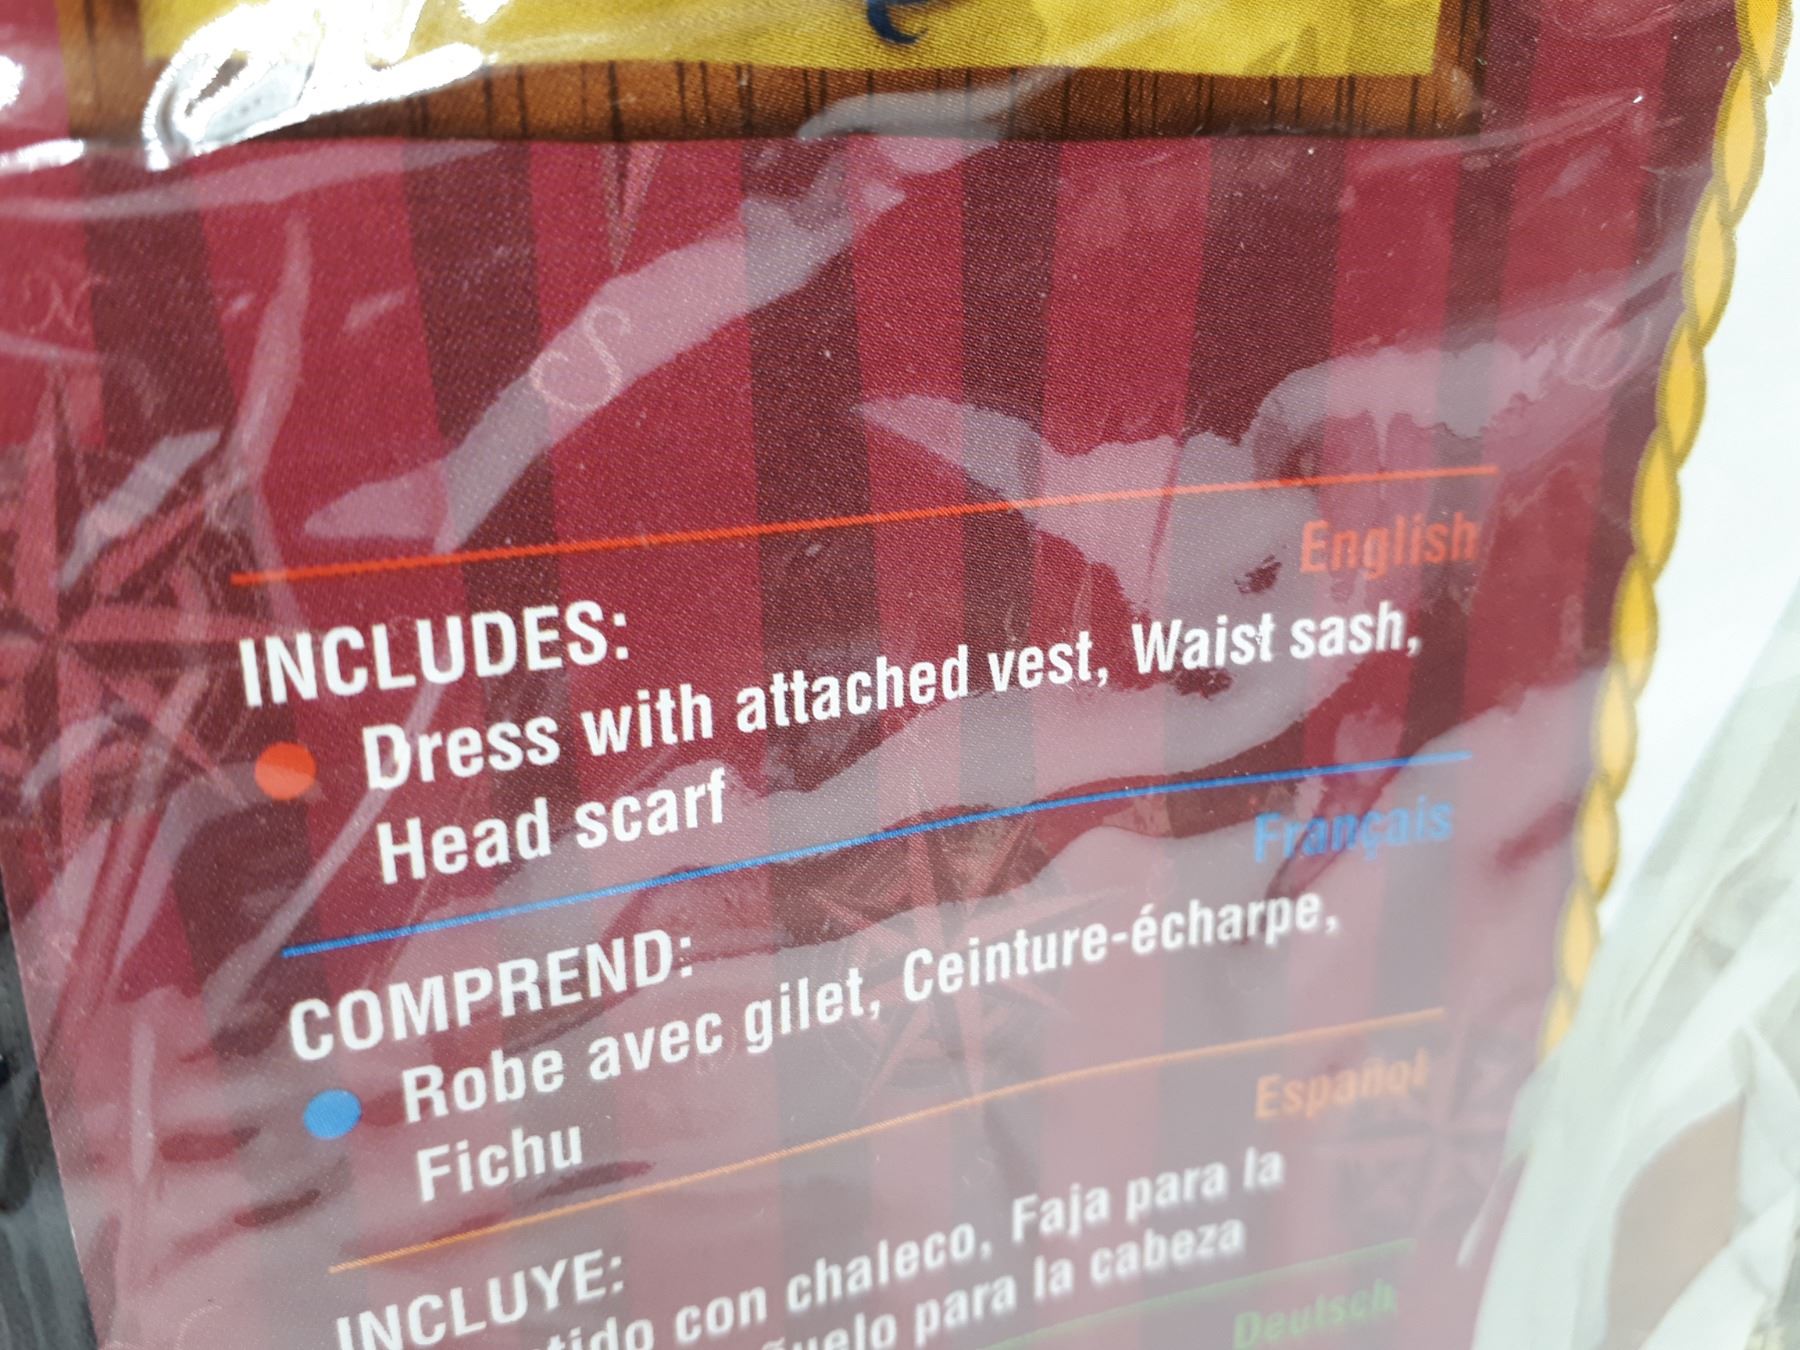 English
INCLUDES:
Dress with attached vest, Waist sash,
Head scarf
Français
COMPREND:
Robe avec gilet, Ceinture-écharpe,
Fichu
Español
INCLUYE:
con chaleco, Faja para la
para la cabeza
Deutsch